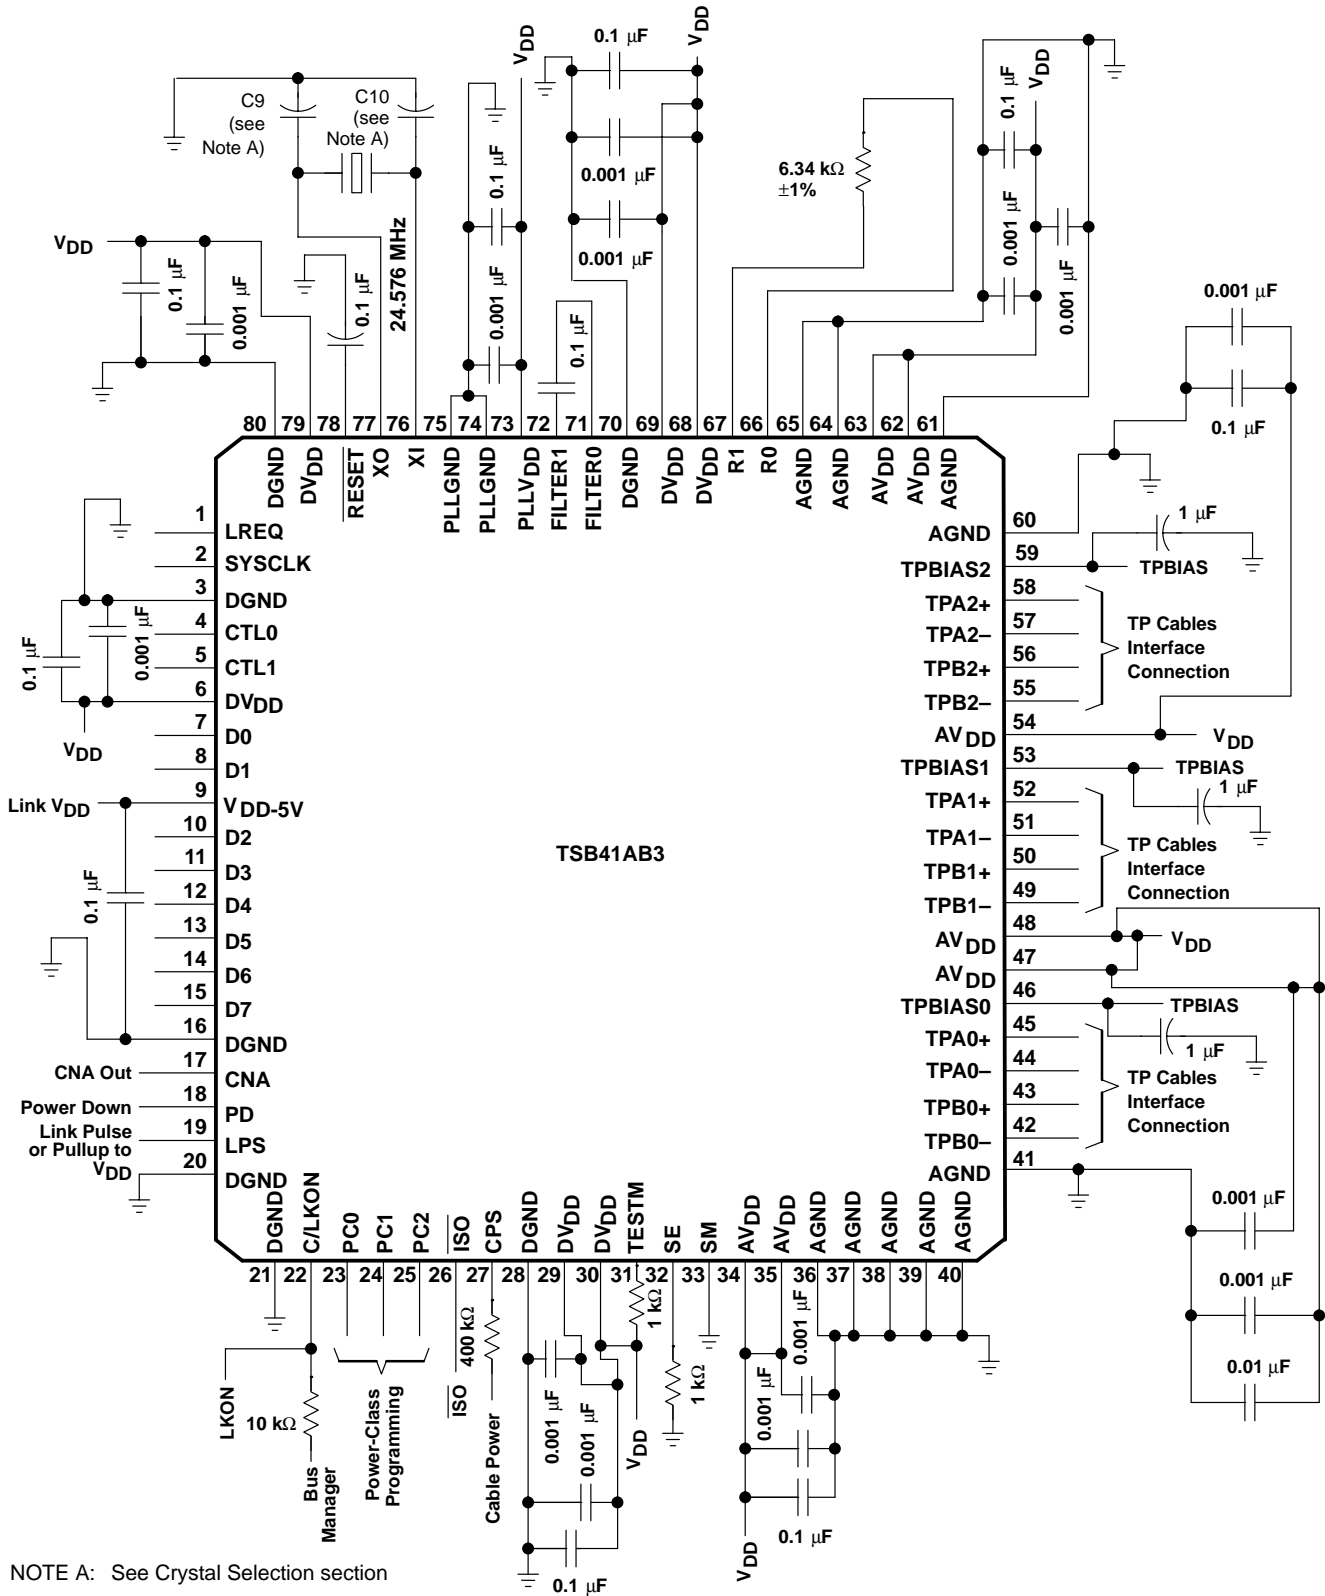 0.1 μF
VDD
VDD
C9
(see
Note A)
C10
(see
Note A)
VDD
0.1 μF
0.001 μF
0.1 μF
24.576 MHz
0.1 μF
0.001 μF
0.001 μF
0.001 μF
0.1 μF
6.34 kΩ
±1%
VDD
0.1 μF
0.001 μF
0.001 μF
0.001 μF
0.1 μF
80 79 78 77 76 75 74 73 72 71 70 69 68 67 66 65 64 63 62 61
DGND
DVDD
RESET
XO
XI
PLLGND
PLLGND
PLLVDD
FILTER1
FILTER0
DGND
DVDD
DVDD
R1
R0
AGND
AGND
AVDD
AVDD
AGND
1 LREQ
2 SYSCLK
3 DGND
4 CTL0
5 CTL1
6 DVDD
7 D0
8 D1
9 VDD-5V
10 D2
11 D3
12 D4
13 D5
14 D6
15 D7
16 DGND
17 CNA
18 PD
19 LPS
20 DGND
0.1 μF
0.001 μF
VDD
Link VDD
0.1 μF
CNA Out
Power Down
Link Pulse
or Pullup to
VDD
TSB41AB3
AGND 60
TPBIAS2 59
TPA2+ 58
TPA2– 57
TPB2+ 56
TPB2– 55
AVDD 54
TPBIAS1 53
TPA1+ 52
TPA1– 51
TPB1+ 50
TPB1– 49
AVDD 48
AVDD 47
TPBIAS0 46
TPA0+ 45
TPA0– 44
TPB0+ 43
TPB0– 42
AGND 41
1 μF
TPBIAS
TP Cables
Interface
Connection
VDD
TPBIAS
1 μF
TP Cables
Interface
Connection
VDD
TPBIAS
1 μF
TP Cables
Interface
Connection
0.001 μF
0.001 μF
0.01 μF
DGND
C/LKON
PC0
PC1
PC2
ISO
CPS
DGND
DVDD
DVDD
TESTM
SE
SM
AVDD
AVDD
AGND
AGND
AGND
AGND
AGND
21 22 23 24 25 26 27 28 29 30 31 32 33 34 35 36 37 38 39 40
LKON
10 kΩ
Bus
Manager
Power-Class
Programming
ISO
400 kΩ
Cable Power
0.001 μF
0.001 μF
0.1 μF
VDD
1 kΩ
1 kΩ
0.001 μF
0.001 μF
0.1 μF
VDD
NOTE A: See Crystal Selection section